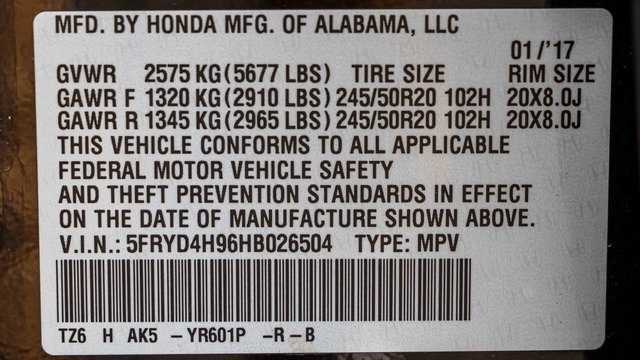 MFD. BY HONDA MFG. OF ALABAMA, LLC
01/'17
GVWR 2575 KG(5677 LBS) TIRE SIZE RIM SIZE
GAWR F 1320 KG(2910 LBS) 245/50R20 102H 20X8.0J
GAWR R 1345 KG(2965 LBS) 245/50R20 102H 20X8.0J
THIS VEHICLE CONFORMS TO ALL APPLICABLE
FEDERAL MOTOR VEHICLE SAFETY
AND THEFT PREVENTION STANDARDS IN EFFECT
ON THE DATE OF MANUFACTURE SHOWN ABOVE.
V.I.N.: 5FRYD4H96HB026504 TYPE: MPV
TZ6 H AK5 –YR601P –R–B